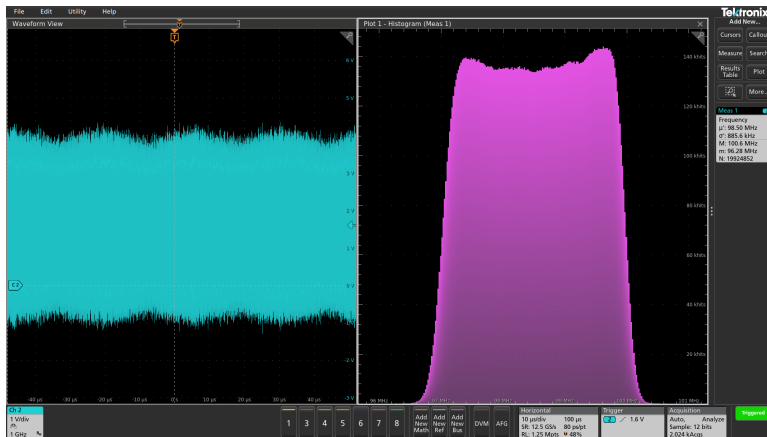 File Edit Utility Help
Tektronix
Add New...
Waveform View
Plot 1 - Histogram (Meas 1)
Cursors
Callou
Measure
Search
Results Table
Plot
More...
T
6 V
5 V
3 V
2 V
1 V
0 V
-2 V
-3 V
C 2
-40 µs -30 µs -20 µs -10 µs 0 s 10 µs 20 µs 30 µs 40 µs
140 khits
120 khits
100 khits
80 khits
60 khits
40 khits
20 khits
96 MHz
101 MHz
Meas 1
Frequency
µ': 98.50 MHz
σ': 885.6 kHz
M: 100.6 MHz
m: 96.28 MHz
N: 19924852
Ch 2
1 V/div
1 GHz
1 3 4 5 6 7 8
Add New Math
Add New Ref
Add New Bus
DVM
AFG
Horizontal
10 µs/div 100 µs
SR: 12.5 GS/s 80 ps/pt
RL: 1.25 Mpts 48%
Trigger
2 1.6 V
Acquisition
Auto, Analyze
Sample: 12 bits
2.024 kAcqs
Triggered